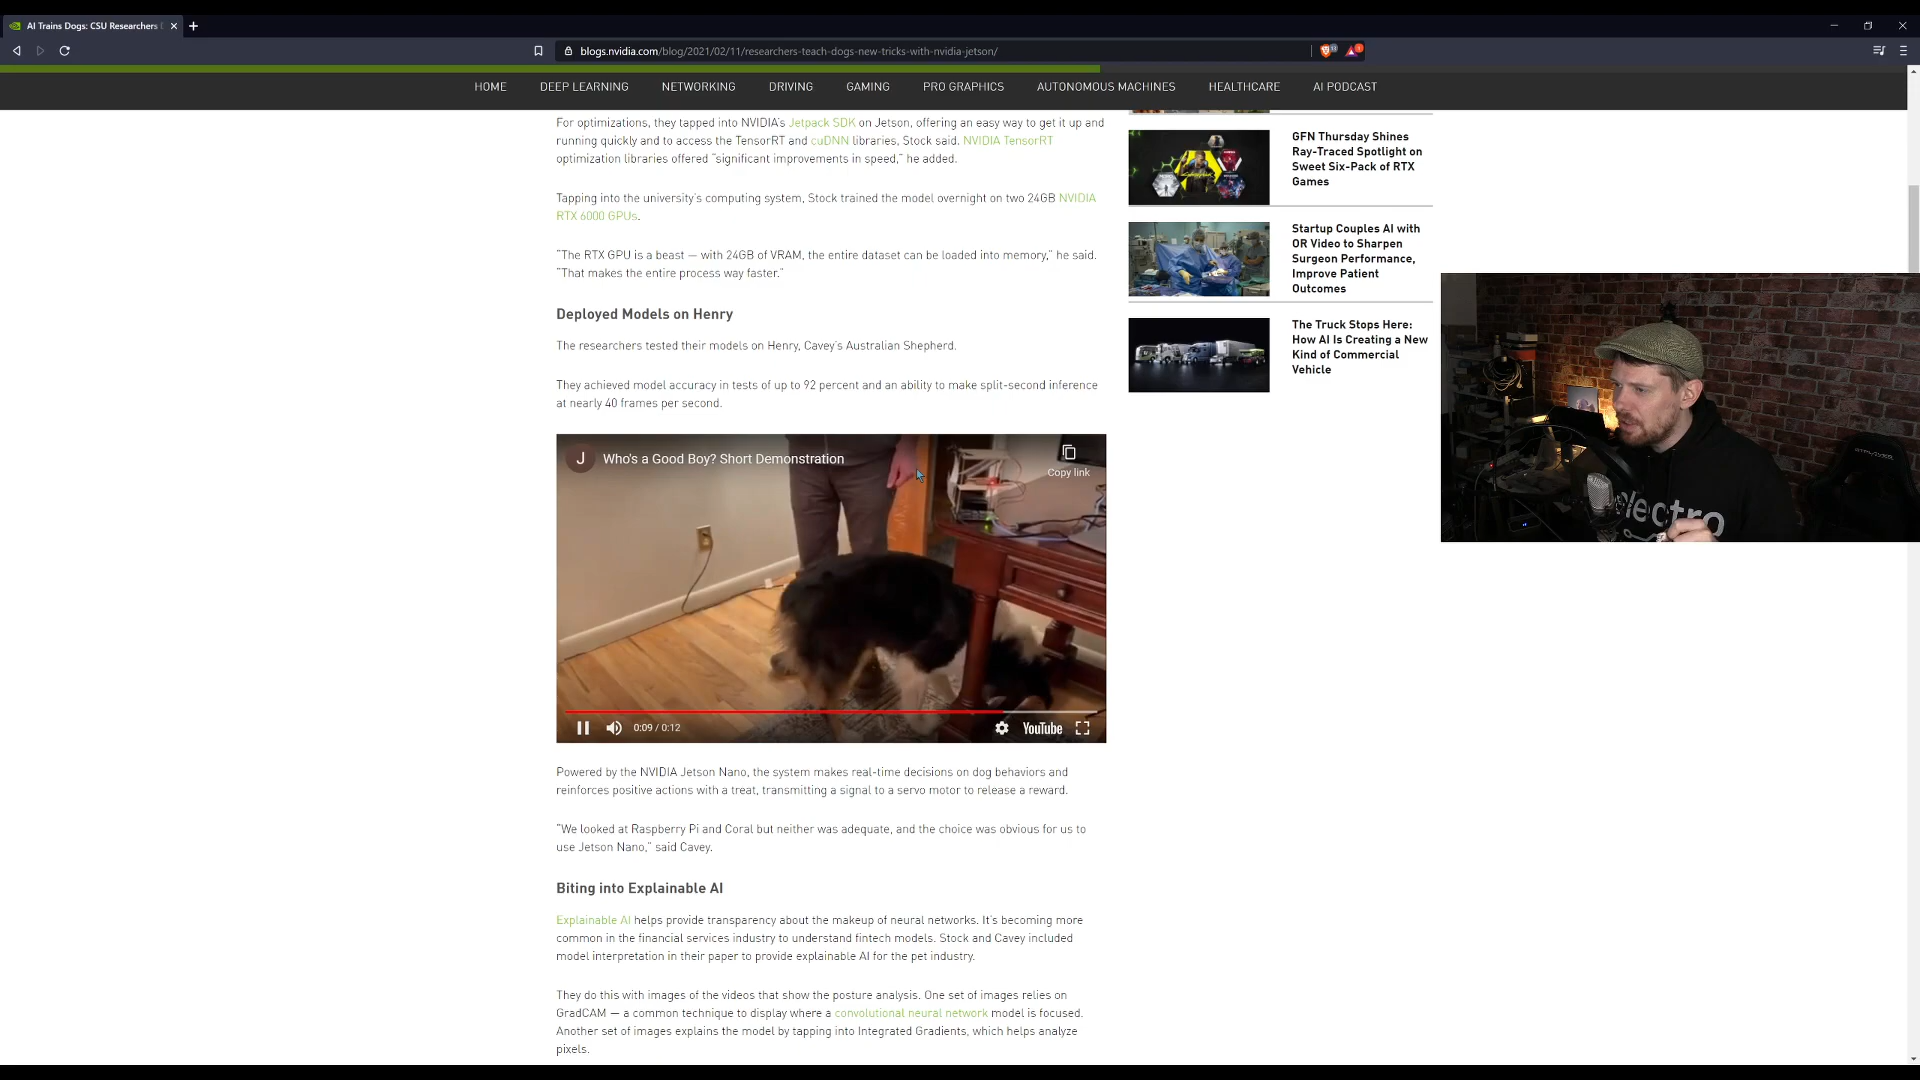 AI Trains Dogs: CSU Researchers
blogs.nvidia.com/blog/2021/02/11/researchers-teach-dogs-new-tricks-with-nvidia-jetson/
HOME DEEP LEARNING NETWORKING DRIVING GAMING PRO GRAPHICS AUTONOMOUS MACHINES HEALTHCARE AI PODCAST
For optimizations, they tapped into NVIDIA's Jetpack SDK on Jetson, offering an easy way to get it up and
running quickly and to access the TensorRT and cuDNN libraries, Stock said. NVIDIA TensorRT
optimization libraries offered "significant improvements in speed," he added.
Tapping into the university's computing system, Stock trained the model overnight on two 24GB NVIDIA
RTX 6000 GPUs.
"The RTX GPU is a beast — with 24GB of VRAM, the entire dataset can be loaded into memory," he said.
"That makes the entire process way faster."
Deployed Models on Henry
The researchers tested their models on Henry, Cavey's Australian Shepherd.
They achieved model accuracy in tests of up to 92 percent and an ability to make split-second inference
at nearly 40 frames per second.
J Who's a Good Boy? Short Demonstration
Copy link
0:09 / 0:12
YouTube
Powered by the NVIDIA Jetson Nano, the system makes real-time decisions on dog behaviors and
reinforces positive actions with a treat, transmitting a signal to a servo motor to release a reward.
"We looked at Raspberry Pi and Coral but neither was adequate, and the choice was obvious for us to
use Jetson Nano," said Cavey.
Biting into Explainable AI
Explainable AI helps provide transparency about the makeup of neural networks. It's becoming more
common in the financial services industry to understand fintech models. Stock and Cavey included
model interpretation in their paper to provide explainable AI for the pet industry.
They do this with images of the videos that show the posture analysis. One set of images relies on
GradCAM — a common technique to display where a convolutional neural network model is focused.
Another set of images explains the model by tapping into Integrated Gradients, which helps analyze
pixels.
GFN Thursday Shines
Ray-Traced Spotlight on
Sweet Six-Pack of RTX
Games
Startup Couples AI with
OR Video to Sharpen
Surgeon Performance,
Improve Patient
Outcomes
The Truck Stops Here:
How AI Is Creating a New
Kind of Commercial
Vehicle
electro
GTPLAYER